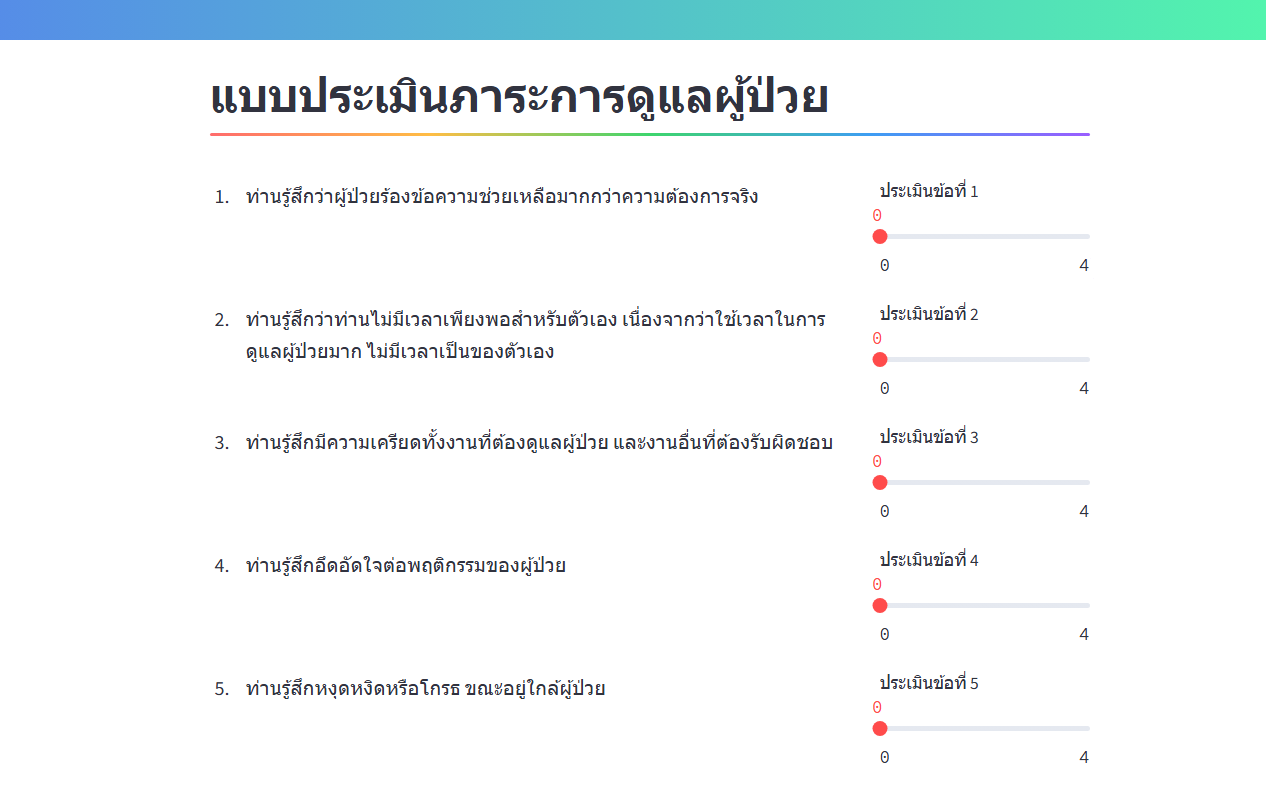 แบบประเมินภาระการดูแลผู้ป่วย
1. ท่านรู้สึกว่าผู้ป่วยร้องข้อความช่วยเหลือมากกว่าความต้องการจริง
ประเมินข้อที่ 1
0
0 4
2. ท่านรู้สึกว่าท่านไม่มีเวลาเพียงพอสำหรับตัวเอง เนื่องจากว่าใช้เวลาในการ
ดูแลผู้ป่วยมาก ไม่มีเวลาเป็นของตัวเอง
ประเมินข้อที่ 2
0
0 4
3. ท่านรู้สึกมีความเครียดทั้งงานที่ต้องดูแลผู้ป่วย และงานอื่นที่ต้องรับผิดชอบ
ประเมินข้อที่ 3
0
0 4
4. ท่านรู้สึกอึดอัดใจต่อพฤติกรรมของผู้ป่วย
ประเมินข้อที่ 4
0
0 4
5. ท่านรู้สึกหงุดหงิดหรือโกรธ ขณะอยู่ใกล้ผู้ป่วย
ประเมินข้อที่ 5
0
0 4